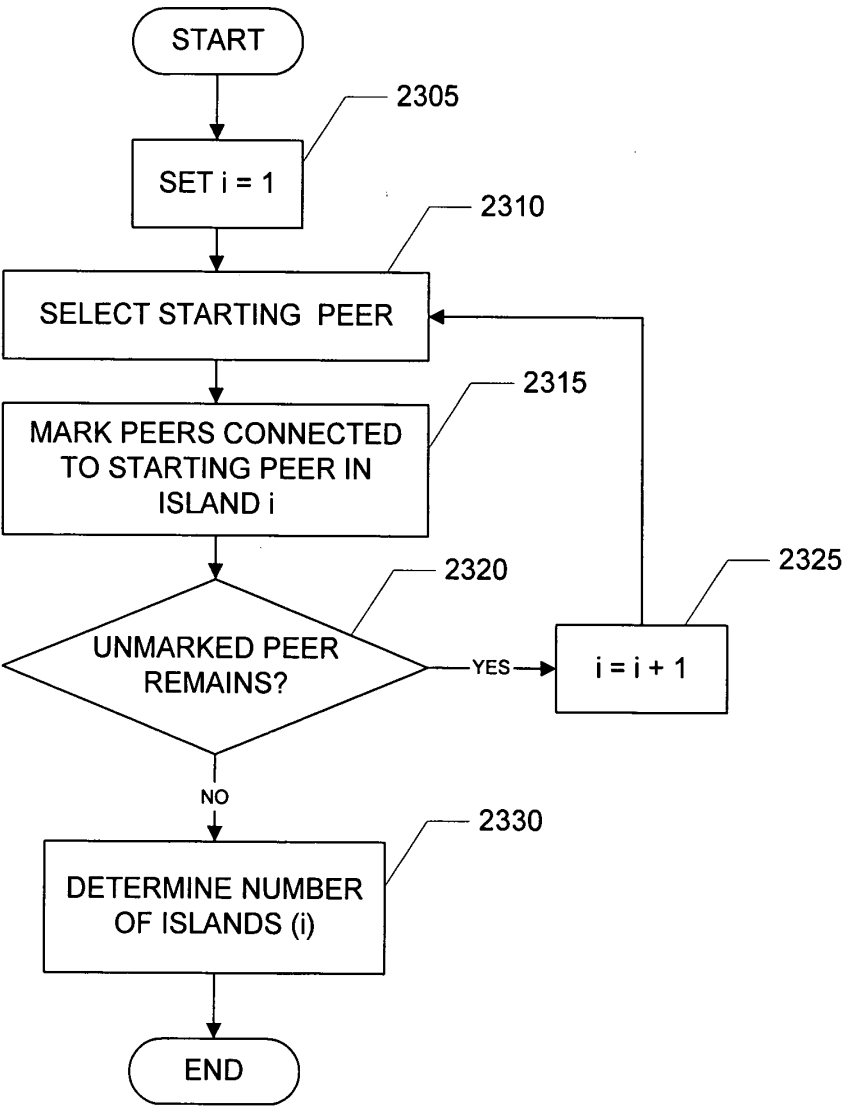 START
2305
SET i = 1
2310
SELECT STARTING PEER
2315
MARK PEERS CONNECTED
TO STARTING PEER IN
ISLAND i
2320
2325
UNMARKED PEER
REMAINS?
YES
i = i + 1
NO
2330
DETERMINE NUMBER
OF ISLANDS (i)
END